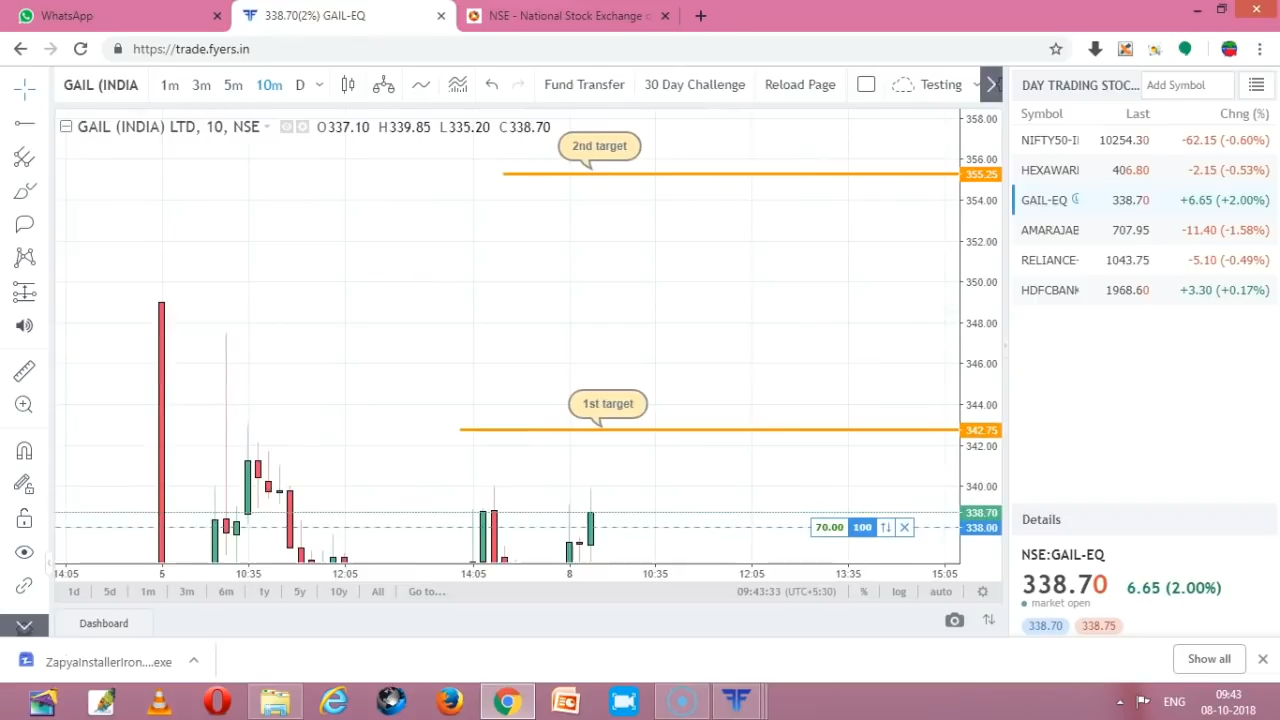 WhatsApp
338.70(2%) GAIL-EQ
NSE - National Stock Exchange
https://trade.fyers.in
GAIL (INDIA
1m 3m 5m 10m D
Fund Transfer
30 Day Challenge
Reload Page
Testing
DAY TRADING STOC...
Add Symbol
GAIL (INDIA) LTD, 10, NSE
O337.10 H339.85 L335.20 C338.70
Symbol Last Chng (%)
NIFTY50-I 10254.30 -62.15 (-0.60%)
HEXAWAR 406.80 -2.15 (-0.53%)
GAIL-EQ 338.70 +6.65 (+2.00%)
AMARAJAB 707.95 -11.40 (-1.58%)
RELIANCE- 1043.75 -5.10 (-0.49%)
HDFCBANK 1968.60 +3.30 (+0.17%)
2nd target
1st target
358.00
356.00
355.25
354.00
352.00
350.00
348.00
346.00
344.00
342.75
342.00
340.00
338.70
338.00
70.00 100
14:05 5 10:35 12:05 14:05 8 10:35 12:05 13:35 15:05
1d 5d 1m 3m 6m 1y 5y 10y All Go to...
09:43:33 (UTC+5:30) % log auto
Dashboard
Details
NSE:GAIL-EQ
338.70 6.65 (2.00%)
market open
338.70 338.75
ZapyaInstallerIron....exe
Show all
ENG
09:43
08-10-2018